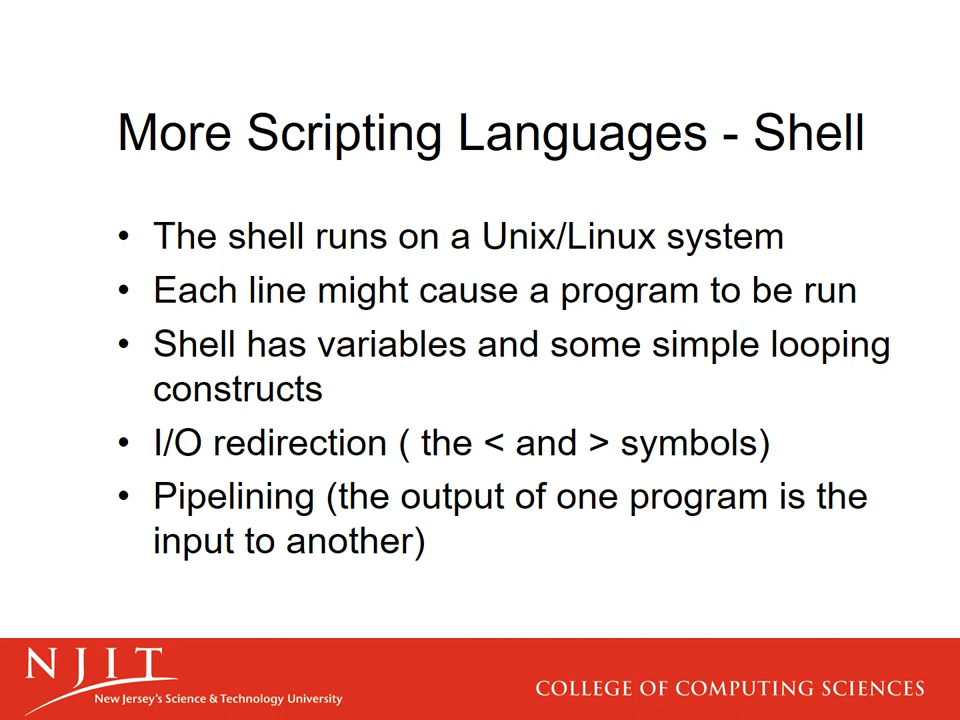 More Scripting Languages - Shell
• The shell runs on a Unix/Linux system
• Each line might cause a program to be run
• Shell has variables and some simple looping
constructs
• I/O redirection ( the < and > symbols)
• Pipelining (the output of one program is the
input to another)
NJIT
New Jersey's Science & Technology University
COLLEGE OF COMPUTING SCIENCES